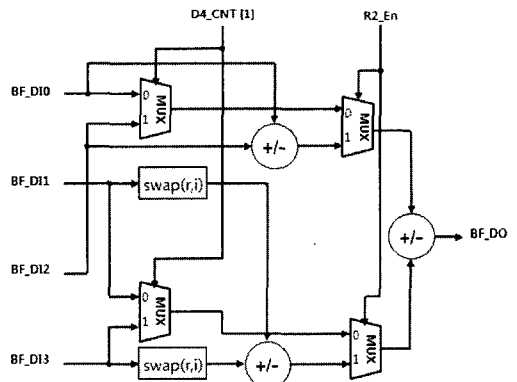 D4_CNT [1]
R2_En
BF_DI0
0
1
MUX
0
1
MUX
+/-
BF_DI1
swap(r,i)
+/-
BF_DO
BF_DI2
0
1
MUX
0
1
MUX
BF_DI3
swap(r,i)
+/-